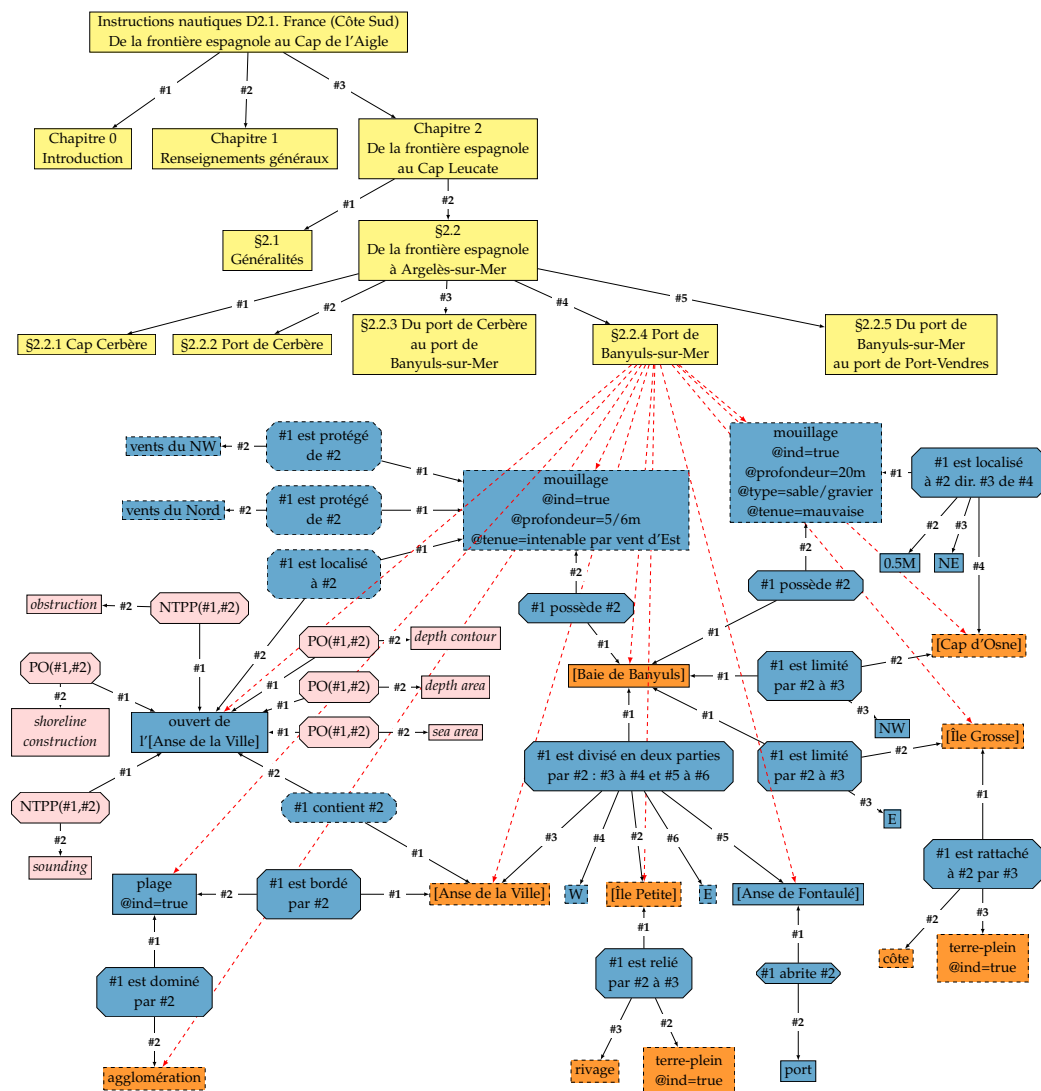 Instructions nautiques D2.1. France (Côte Sud)
De la frontière espagnole au Cap de l'Aigle
#1
#2
#3
Chapitre 0
Introduction
Chapitre 1
Renseignements généraux
Chapitre 2
De la frontière espagnole
au Cap Leucate
#1
#2
§2.1
Généralités
§2.2
De la frontière espagnole
à Argelès-sur-Mer
#1
#2
#3
#4
#5
§2.2.1 Cap Cerbère
§2.2.2 Port de Cerbère
§2.2.3 Du port de Cerbère
au port de
Banyuls-sur-Mer
§2.2.4 Port de
Banyuls-sur-Mer
§2.2.5 Du port de
Banyuls-sur-Mer
au port de Port-Vendres
vents du NW
#2
#1 est protégé
de #2
#1
mouillage
@ind=true
@profondeur=5/6m
@tenue=intenable par vent d'Est
mouillage
@ind=true
@profondeur=20m
@type=sable/gravier
@tenue=mauvaise
#1
#1 est localisé
à #2 dir. #3 de #4
vents du Nord
#2
#1 est protégé
de #2
#1
#2
#3
#4
0.5M
NE
#1 est localisé
à #2
#1
#2
#2
#2
#1 possède #2
#1 possède #2
#1
#1
obstruction
#2
NTPP(#1,#2)
#1
PO(#1,#2)
#2
depth contour
#1
[Cap d'Osne]
PO(#1,#2)
#1
#2
PO(#1,#2)
#2
depth area
#1
[Baie de Banyuls]
#1
#1 est limité
par #2 à #3
#2
#3
NW
shoreline
construction
ouvert de
l'[Anse de la Ville]
#1
PO(#1,#2)
#2
sea area
#1
#1
[Île Grosse]
#1
#2
#1 est divisé en deux parties
par #2 : #3 à #4 et #5 à #6
#1 est limité
par #2 à #3
#2
#3
E
NTPP(#1,#2)
#2
sounding
#1 contient #2
#1
#3
#4
#2
#6
#5
#1
#1 est rattaché
à #2 par #3
plage
@ind=true
#2
#1 est bordé
par #2
#1
[Anse de la Ville]
W
[Île Petite]
E
[Anse de Fontaulé]
#2
#3
#1
#1
#1
côte
terre-plein
@ind=true
#1 est dominé
par #2
#1 est relié
par #2 à #3
#1 abrite #2
#2
#3
#2
#2
agglomération
rivage
terre-plein
@ind=true
port